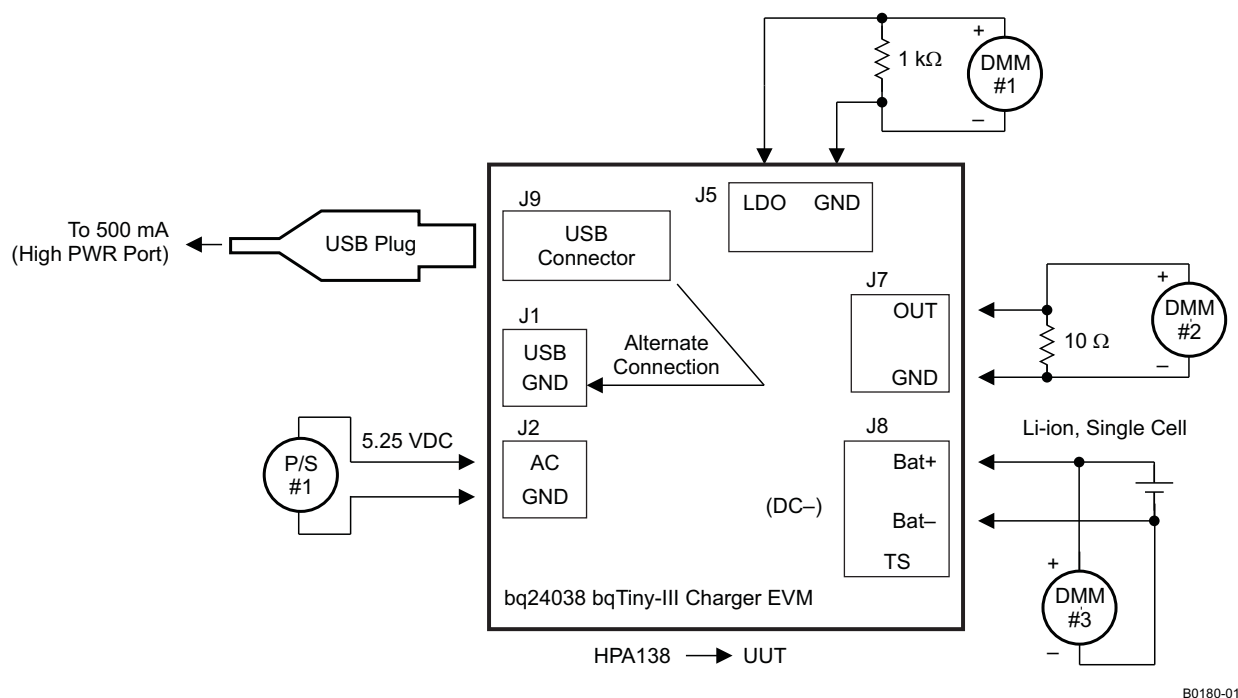 1 kΩ
+
DMM
#1
–
J5
LDO GND
J9
USB
Connector
To 500 mA
(High PWR Port)
USB Plug
J7
OUT
GND
+
DMM
#2
–
10 Ω
J1
USB
GND
Alternate
Connection
J2
AC
GND
5.25 VDC
P/S
#1
J8
Bat+
Bat–
TS
(DC–)
Li-ion, Single Cell
+
DMM
#3
–
bq24038 bqTiny-III Charger EVM
HPA138 → UUT
B0180-01